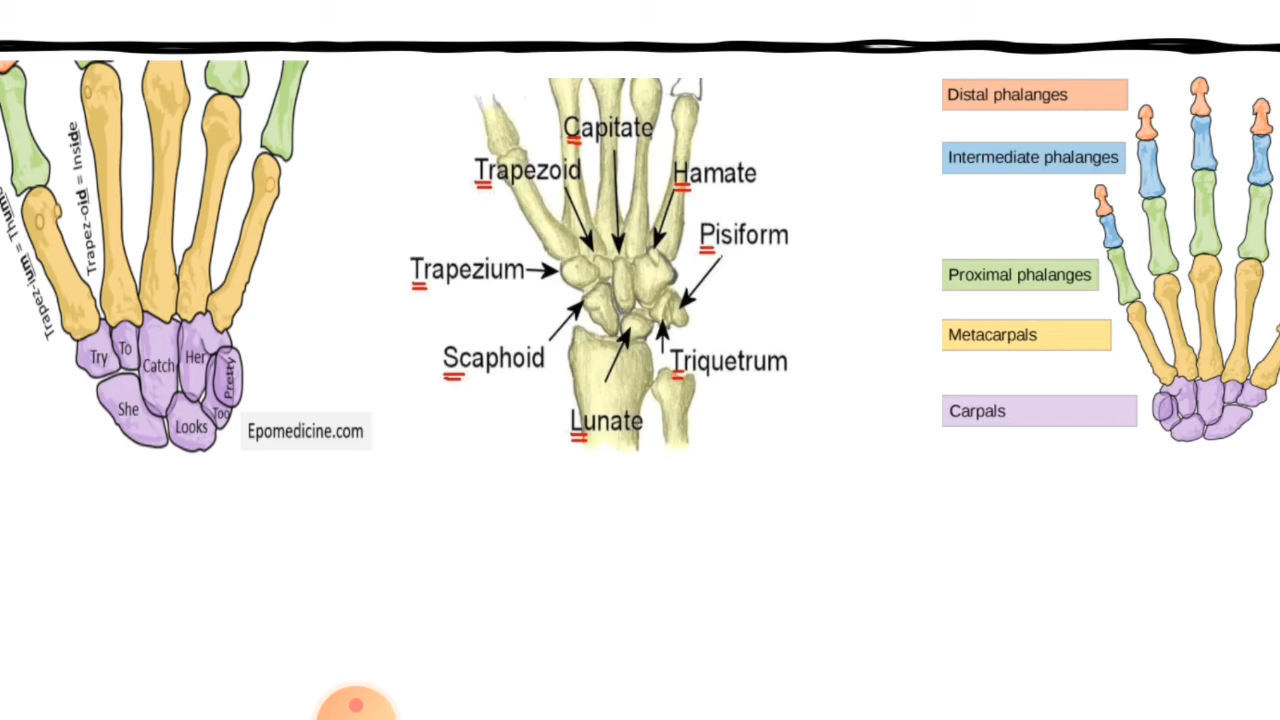 Trapez-ium = Thum
Trapez-oid = Inside
Try
To
Catch
Her
Pretty
She
Looks
Too
Epomedicine.com
Capitate
Trapezoid
Hamate
Pisiform
Trapezium
Scaphoid
Triquetrum
Lunate
Distal phalanges
Intermediate phalanges
Proximal phalanges
Metacarpals
Carpals